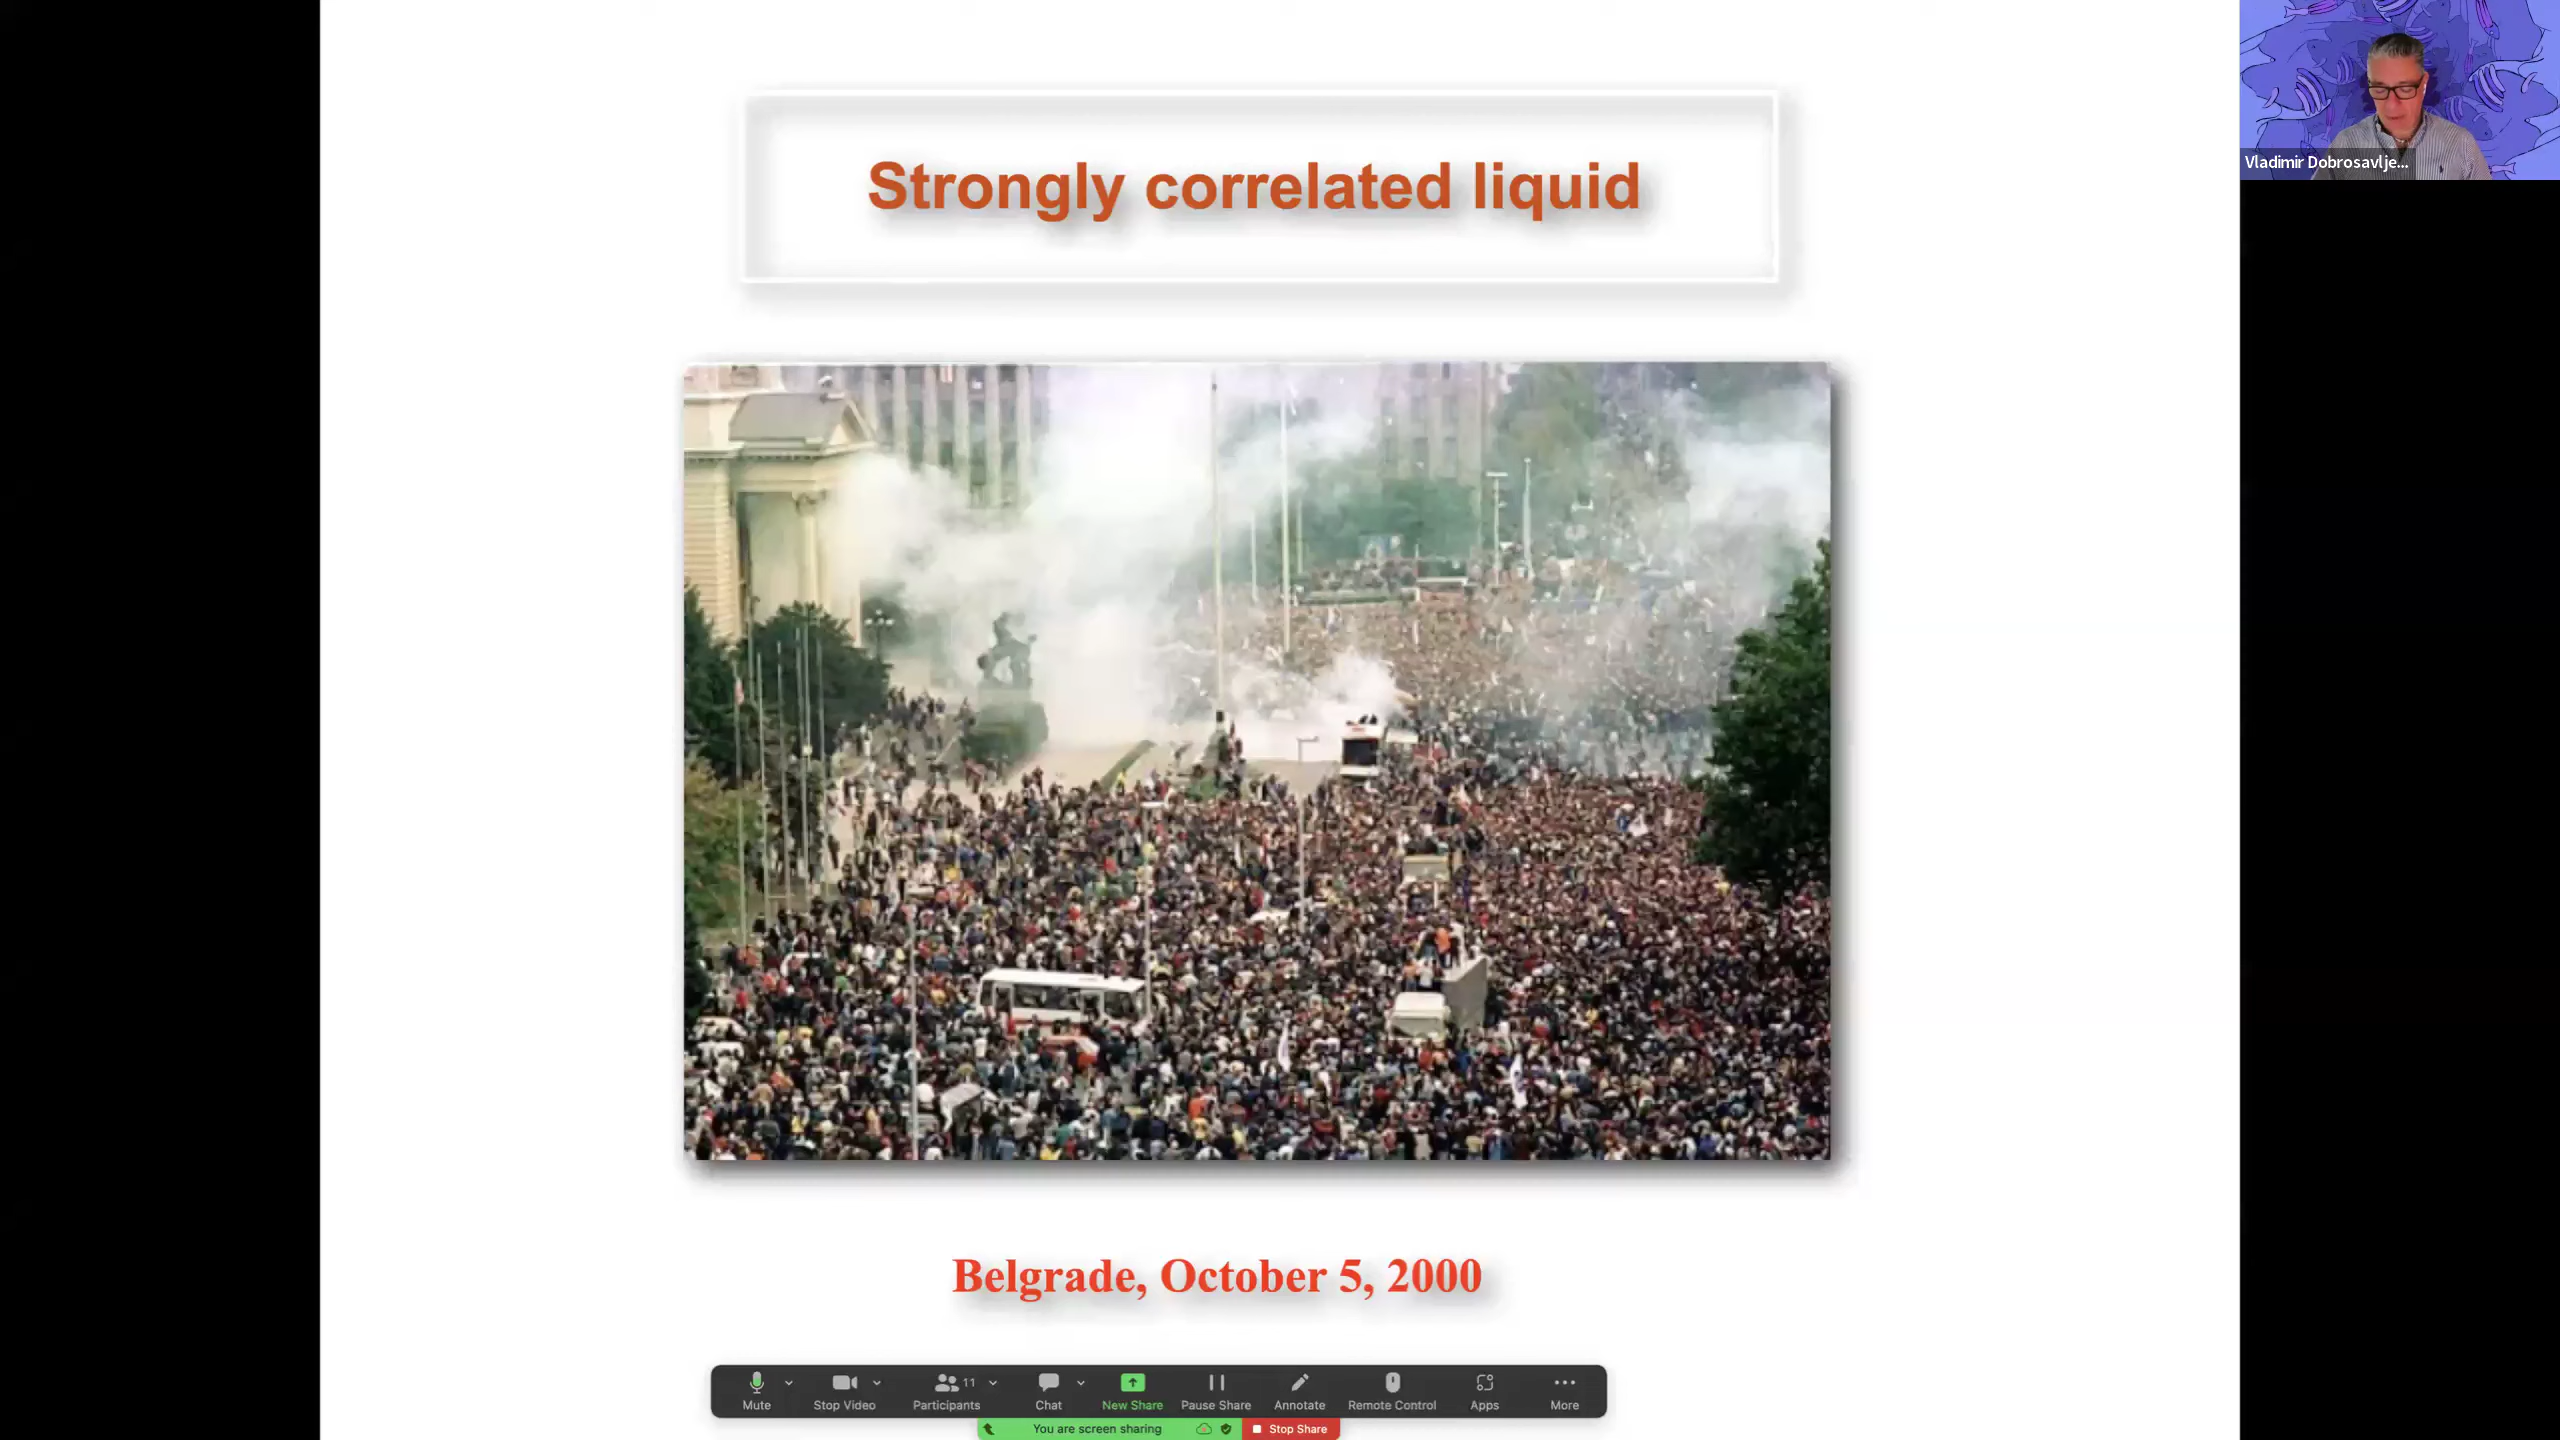 Strongly correlated liquid
Vladimir Dobrosavlje...
Belgrade, October 5, 2000
11
Mute
Stop Video
Participants
Chat
New Share
Pause Share
Annotate
Remote Control
Apps
More
You are screen sharing
Stop Share